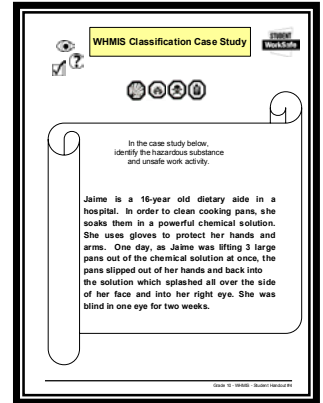 WHMIS Classification Case Study
STUDENT
WorkSafe
In the case study below,
identify the hazardous substance
and unsafe work activity.
Jaime is a 16-year old dietary aide in a
hospital. In order to clean cooking pans, she
soaks them in a powerful chemical solution.
She uses gloves to protect her hands and
arms. One day, as Jaime was lifting 3 large
pans out of the chemical solution at once, the
pans slipped out of her hands and back into
the solution which splashed all over the side
of her face and into her right eye. She was
blind in one eye for two weeks.
Grade 10 - WHMIS - Student Handout #4